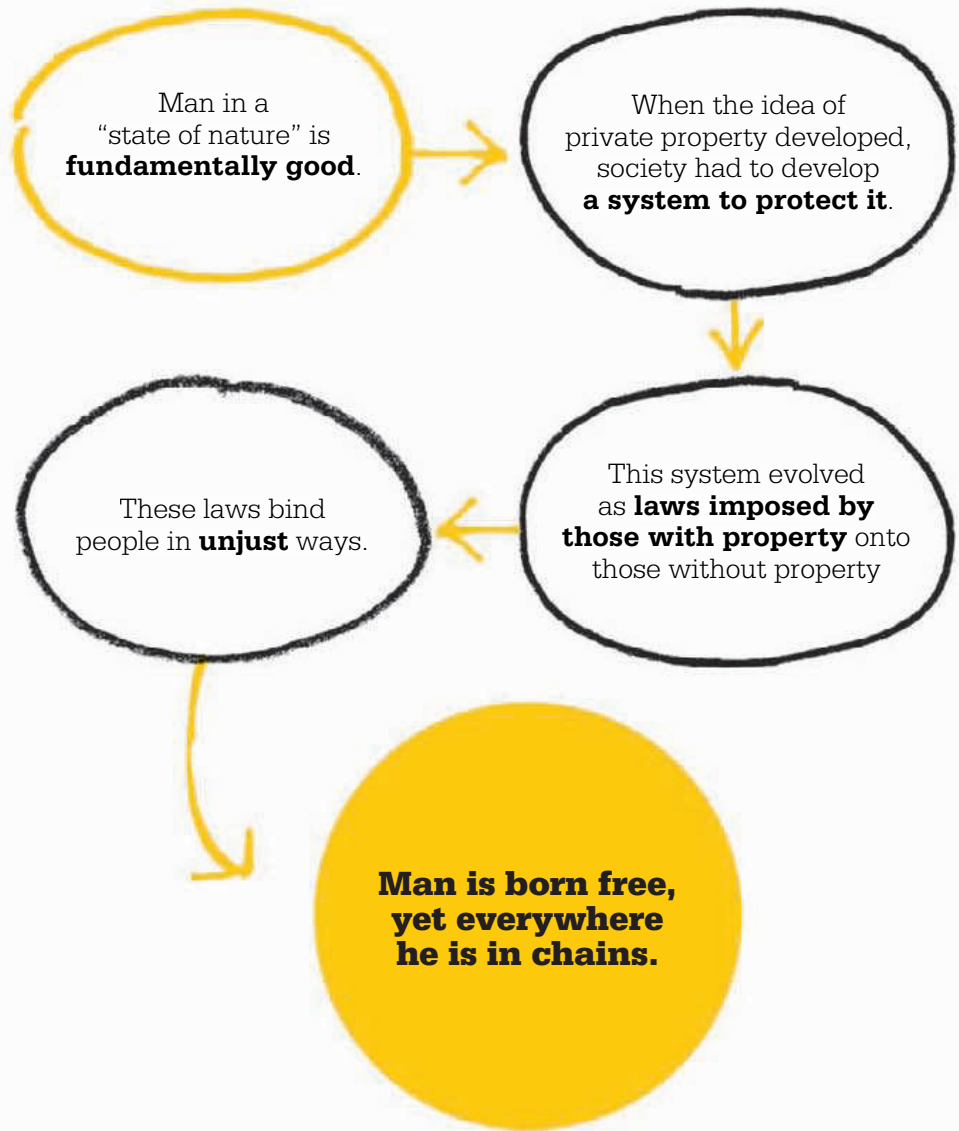 Man in a
“state of nature” is
fundamentally good.
When the idea of
private property developed,
society had to develop
a system to protect it.
This system evolved
as laws imposed by
those with property onto
those without property
These laws bind
people in unjust ways.
Man is born free,
yet everywhere
he is in chains.